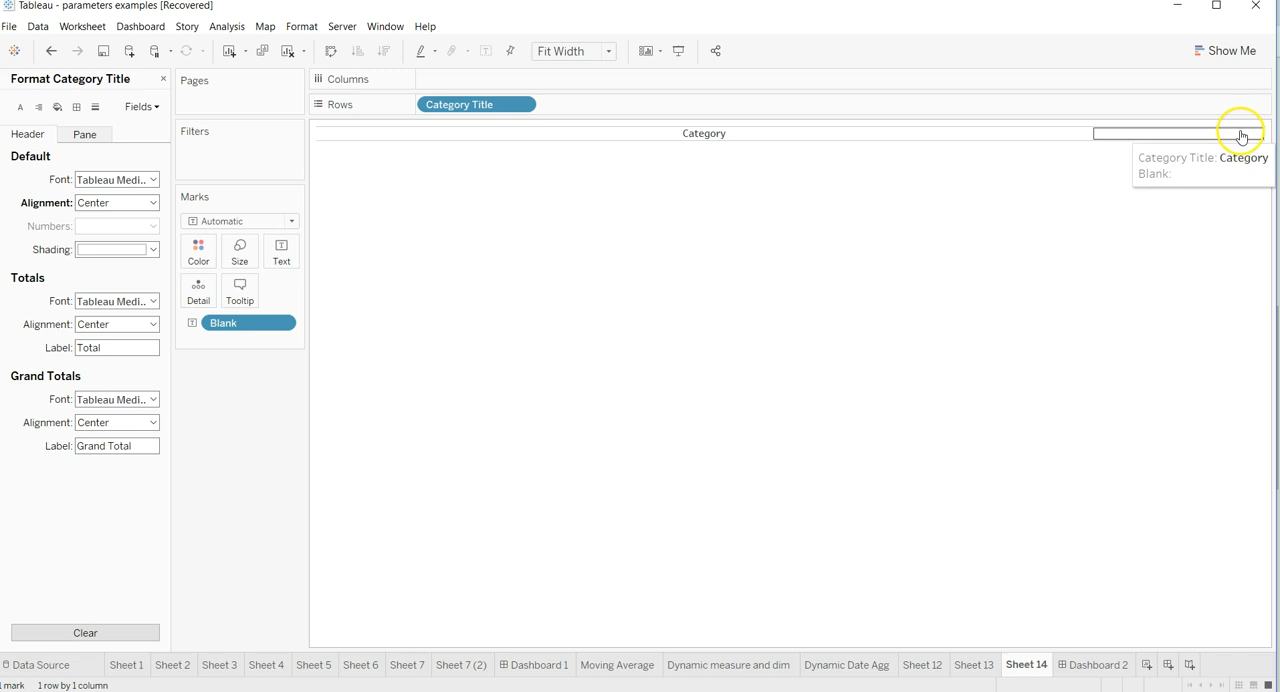 Tableau - parameters examples [Recovered]
File Data Worksheet Dashboard Story Analysis Map Format Server Window Help
Fit Width
Show Me
Format Category Title
Fields
Header Pane
Default
Font: Tableau Medi..
Alignment: Center
Numbers:
Shading:
Totals
Font: Tableau Medi..
Alignment: Center
Label: Total
Grand Totals
Font: Tableau Medi..
Alignment: Center
Label: Grand Total
Clear
Pages
Filters
Marks
Automatic
Color Size Text
Detail Tooltip
Blank
Columns
Rows Category Title
Category
Category Title: Category
Blank:
Data Source Sheet 1 Sheet 2 Sheet 3 Sheet 4 Sheet 5 Sheet 6 Sheet 7 Sheet 7 (2) Dashboard 1 Moving Average Dynamic measure and dim Dynamic Date Agg Sheet 12 Sheet 13 Sheet 14 Dashboard 2
1 mark 1 row by 1 column